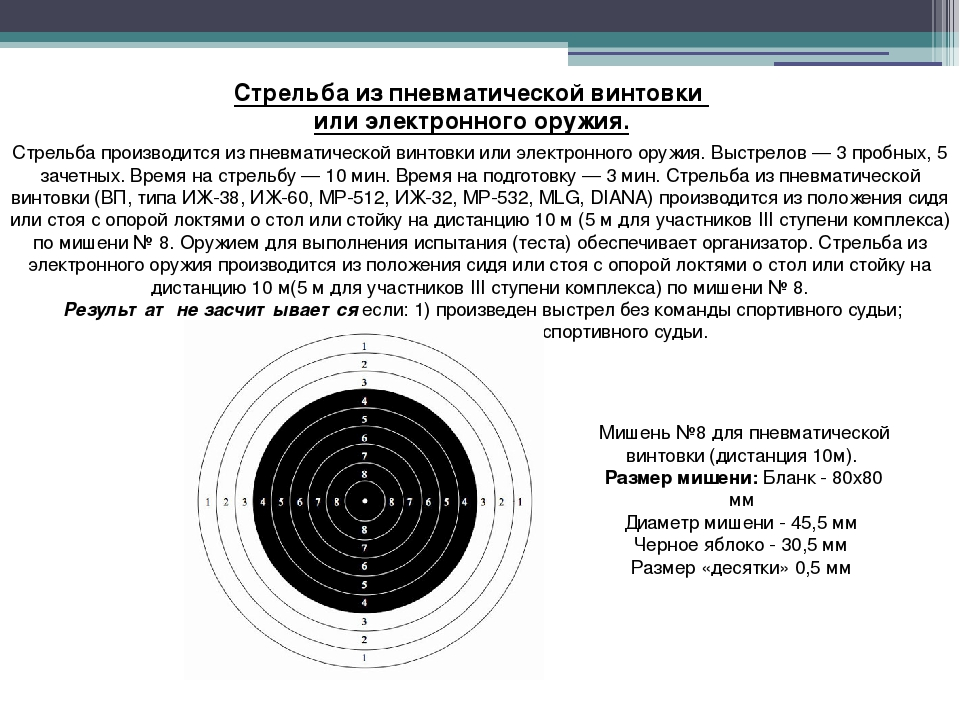 Стрельба из пневматической винтовки
или электронного оружия.
Стрельба производится из пневматической винтовки или электронного оружия. Выстрелов — 3 пробных, 5
зачетных. Время на стрельбу — 10 мин. Время на подготовку — 3 мин. Стрельба из пневматической
винтовки (ВП, типа ИЖ-38, ИЖ-60, МР-512, ИЖ-32, МР-532, MLG, DIANA) производится из положения сидя
или стоя с опорой локтями о стол или стойку на дистанцию 10 м (5 м для участников III ступени комплекса)
по мишени № 8. Оружием для выполнения испытания (теста) обеспечивает организатор. Стрельба из
электронного оружия производится из положения сидя или стоя с опорой локтями о стол или стойку на
дистанцию 10 м(5 м для участников III ступени комплекса) по мишени № 8.
Результат не засчитывается если: 1) произведен выстрел без команды спортивного судьи;
спортивного судьи.
1
2
3
4
5
6
7
8
1 2 3 4 5 6 7 8 8 7 6 5 4 3 2 1
8
7
6
5
4
3
2
1
Мишень №8 для пневматической
винтовки (дистанция 10м).
Размер мишени: Бланк - 80х80
мм
Диаметр мишени - 45,5 мм
Черное яблоко - 30,5 мм
Размер «десятки» 0,5 мм